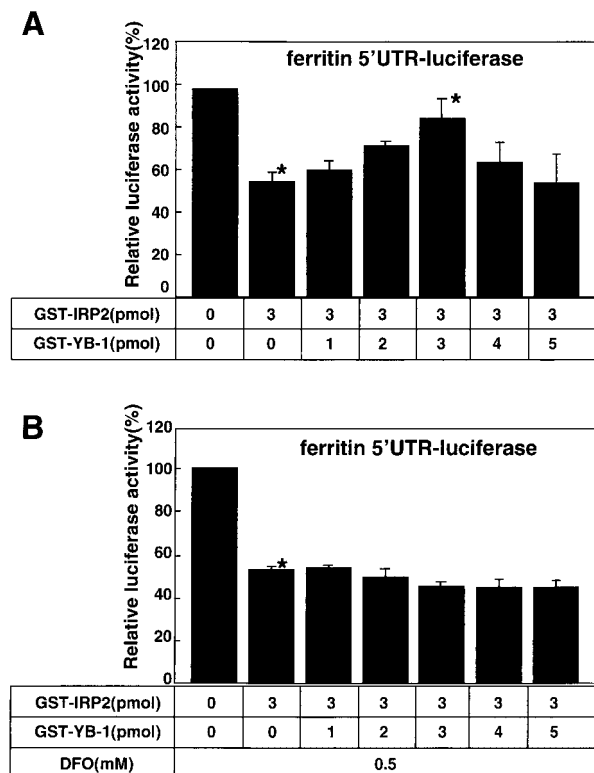 A
Relative luciferase activity(%)
120
100
80
60
40
20
0
ferritin 5'UTR-luciferase
*
*
GST-IRP2(pmol) 0 3 3 3 3 3 3
GST-YB-1(pmol) 0 0 1 2 3 4 5
B
Relative luciferase activity(%)
120
100
80
60
40
20
0
ferritin 5'UTR-luciferase
*
GST-IRP2(pmol) 0 3 3 3 3 3 3
GST-YB-1(pmol) 0 0 1 2 3 4 5
DFO(mM) 0.5